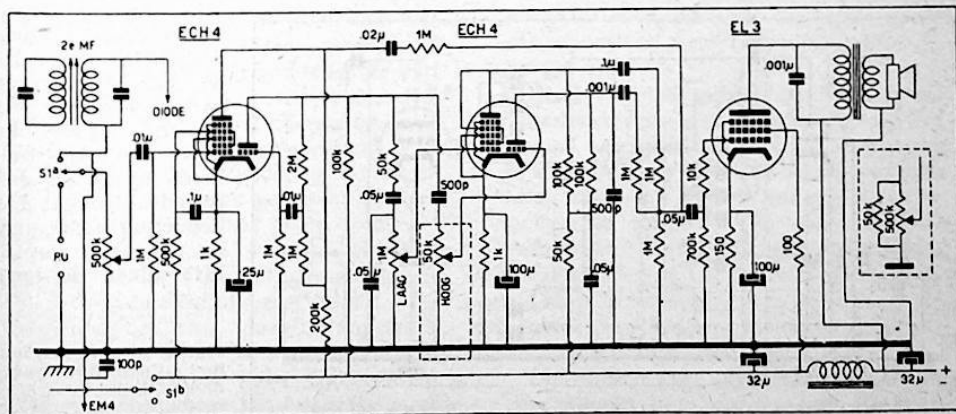 ECH 4
ECH 4
EL 3
2e MF
.02µ
1M
.1µ
.001µ
.001µ
DIODE
.01µ
S1a
PU
500k
1M
500k
.1µ
1k
25µ
2M
.01µ
1M
1M
100k
200k
50k
.05µ
.05µ
1M
LAAG
500p
50k
HOOG
1k
100µ
100k
50k
100k
500p
.05µ
1M
1M
1M
10k
.05µ
700k
150
100µ
100
50k
500k
100p
EM4
S1b
32µ
32µ
+
-